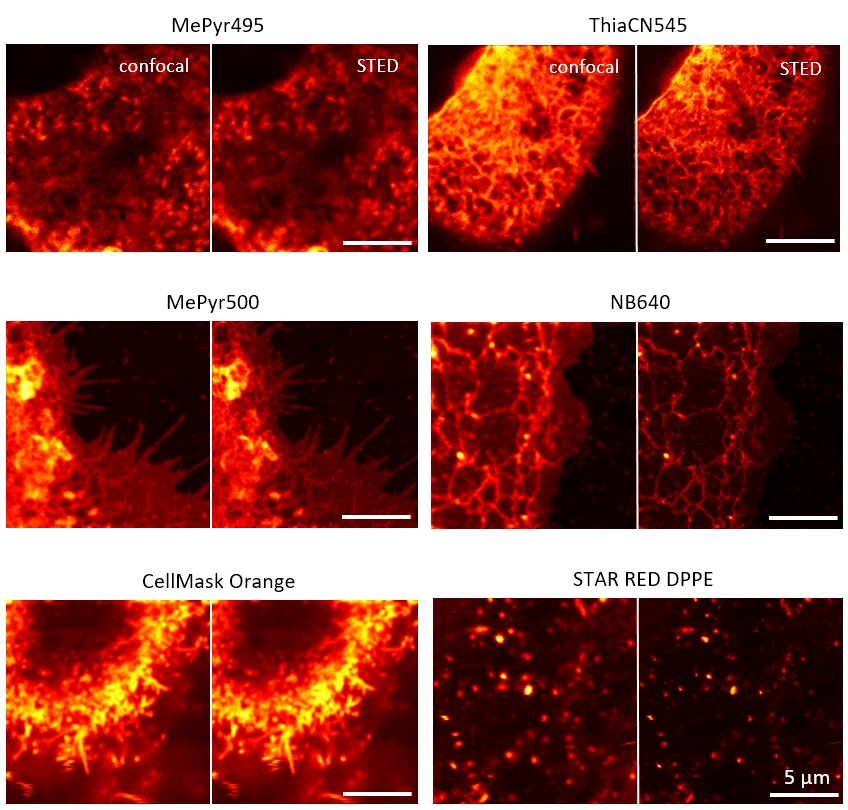 MePyr495
ThiaCN545
confocal
STED
confocal
STED
MePyr500
NB640
CellMask Orange
STAR RED DPPE
5 µm